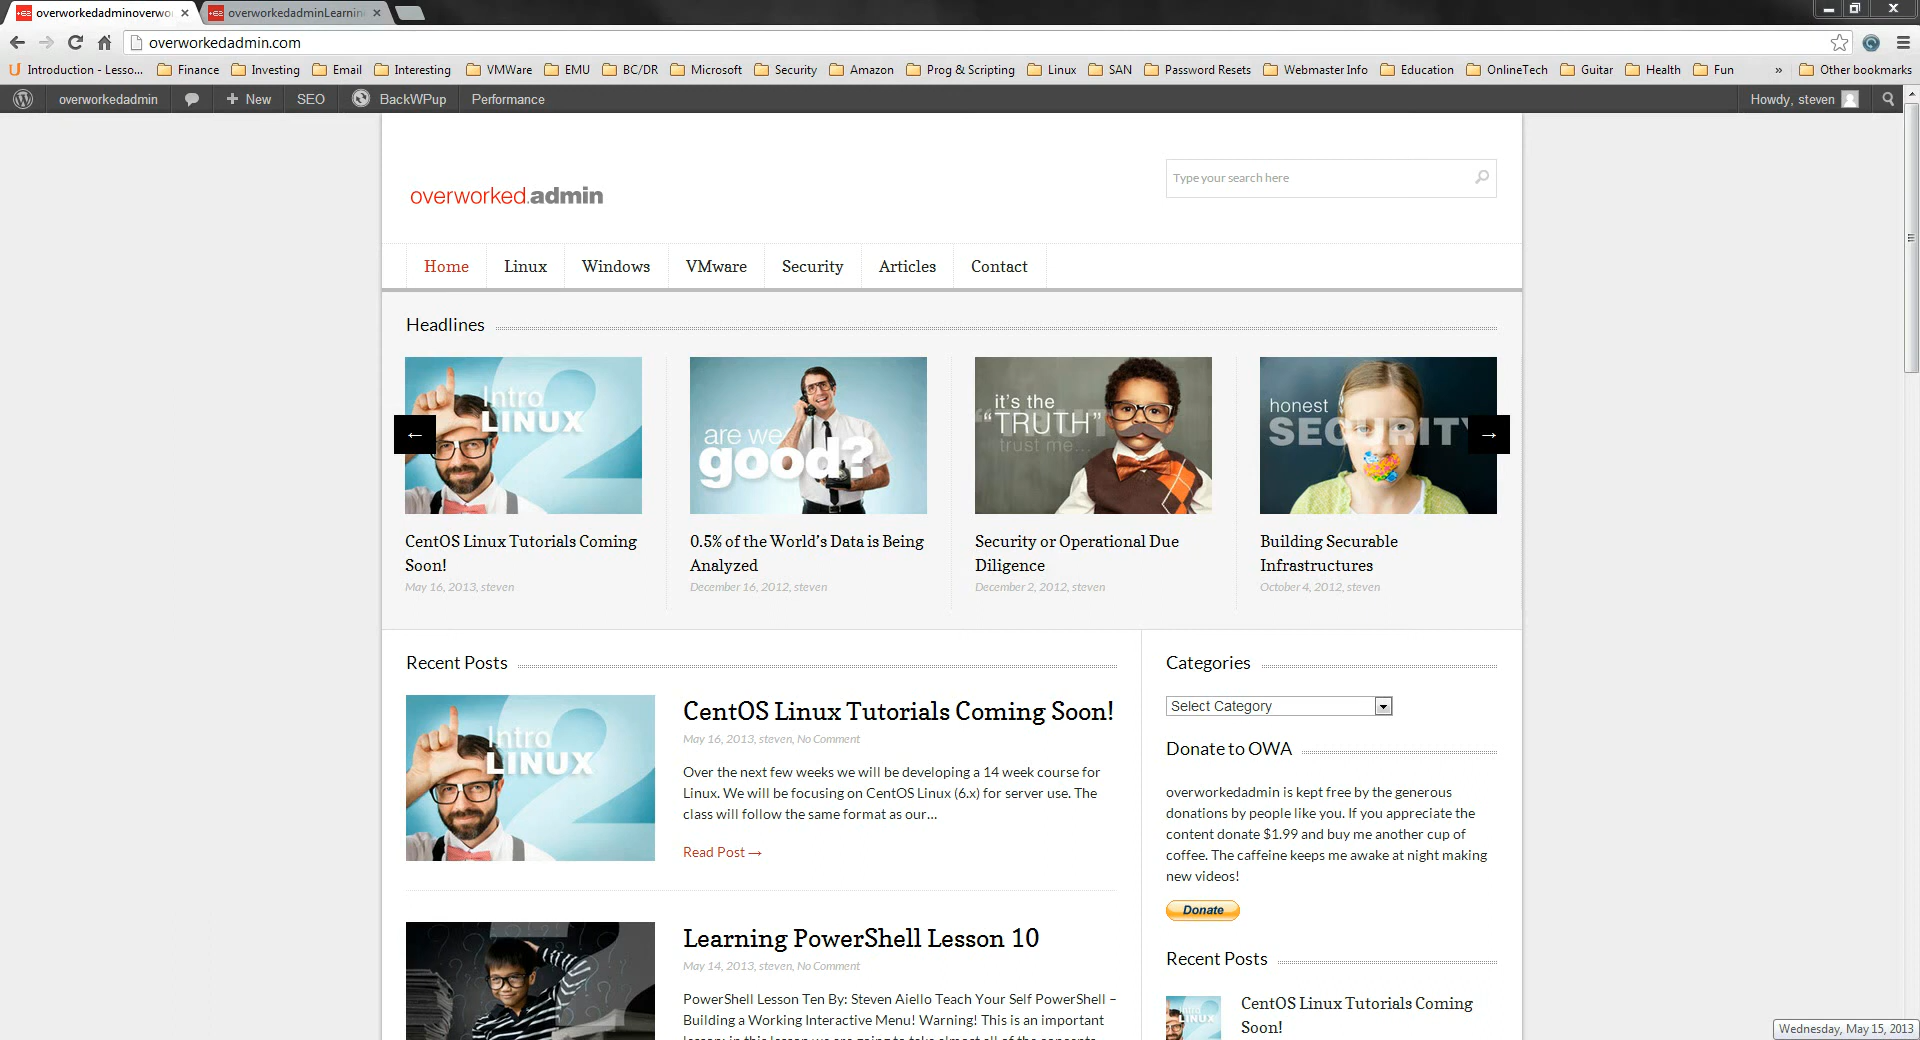 overworkedadminoverwo
overworkedadminLearnin
overworkedadmin.com
Introduction - Lesso... Finance Investing Email Interesting VMWare EMU BC/DR Microsoft Security Amazon Prog & Scripting Linux SAN Password Resets Webmaster Info Education OnlineTech Guitar Health Fun » Other bookmarks
overworkedadmin + New SEO BackWPup Performance Howdy, steven
overworked.admin
Type your search here
Home Linux Windows VMware Security Articles Contact
Headlines
Intro
LINUX
2
are we
good?
it's the
"TRUTH"
trust me...
honest
SECURITY
CentOS Linux Tutorials Coming
Soon!
May 16, 2013, steven
0.5% of the World's Data is Being
Analyzed
December 16, 2012, steven
Security or Operational Due
Diligence
December 2, 2012, steven
Building Securable
Infrastructures
October 4, 2012, steven
Recent Posts
Intro
LINUX
2
CentOS Linux Tutorials Coming Soon!
May 16, 2013, steven, No Comment
Over the next few weeks we will be developing a 14 week course for
Linux. We will be focusing on CentOS Linux (6.x) for server use. The
class will follow the same format as our...
Read Post →
Learning PowerShell Lesson 10
May 14, 2013, steven, No Comment
PowerShell Lesson Ten By: Steven Aiello Teach Your Self PowerShell –
Building a Working Interactive Menu! Warning! This is an important
Categories
Select Category
Donate to OWA
overworkedadmin is kept free by the generous
donations by people like you. If you appreciate the
content donate $1.99 and buy me another cup of
coffee. The caffeine keeps me awake at night making
new videos!
Donate
Recent Posts
CentOS Linux Tutorials Coming
Soon!
Wednesday, May 15, 2013